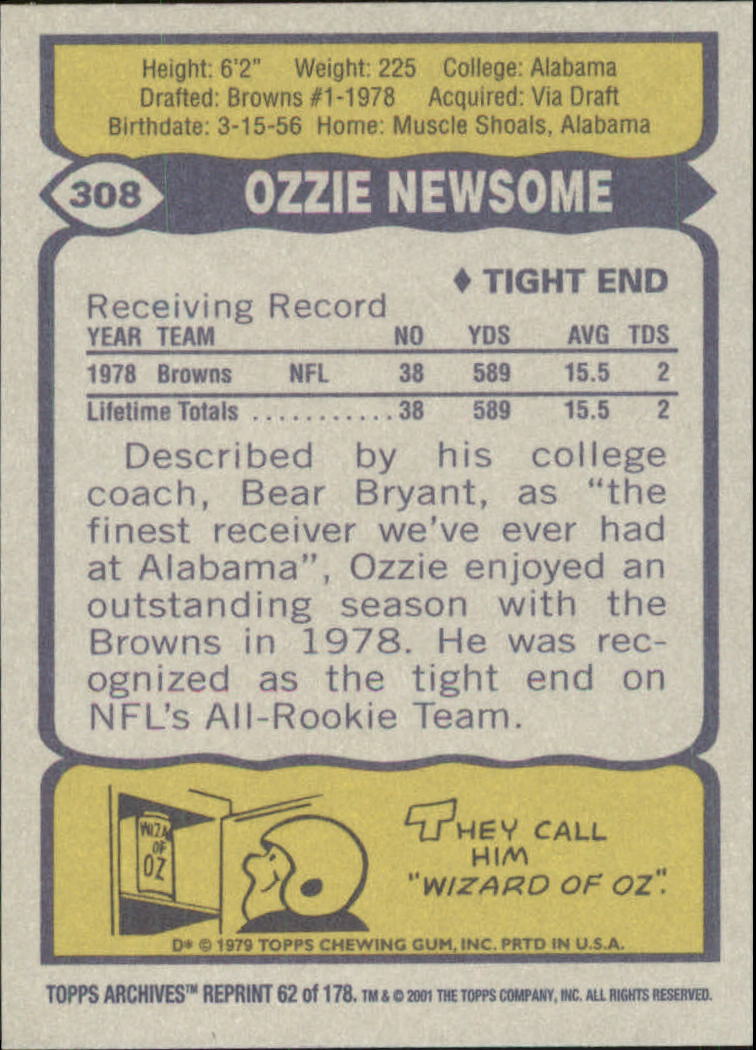 Height: 6'2" Weight: 225 College: Alabama
Drafted: Browns #1-1978 Acquired: Via Draft
Birthdate: 3-15-56 Home: Muscle Shoals, Alabama
308 OZZIE NEWSOME
♦ TIGHT END
Receiving Record
YEAR TEAM NO YDS AVG TDS
1978 Browns NFL 38 589 15.5 2
Lifetime Totals ........... 38 589 15.5 2
Described by his college
coach, Bear Bryant, as “the
finest receiver we've ever had
at Alabama”, Ozzie enjoyed an
outstanding season with the
Browns in 1978. He was rec-
ognized as the tight end on
NFL's All-Rookie Team.
WIZA
OF
OZ
THEY CALL
HIM
"WIZARD OF OZ".
D* © 1979 TOPPS CHEWING GUM, INC. PRTD IN U.S.A.
TOPPS ARCHIVES™ REPRINT 62 of 178. TM & © 2001 THE TOPPS COMPANY, INC. ALL RIGHTS RESERVED.